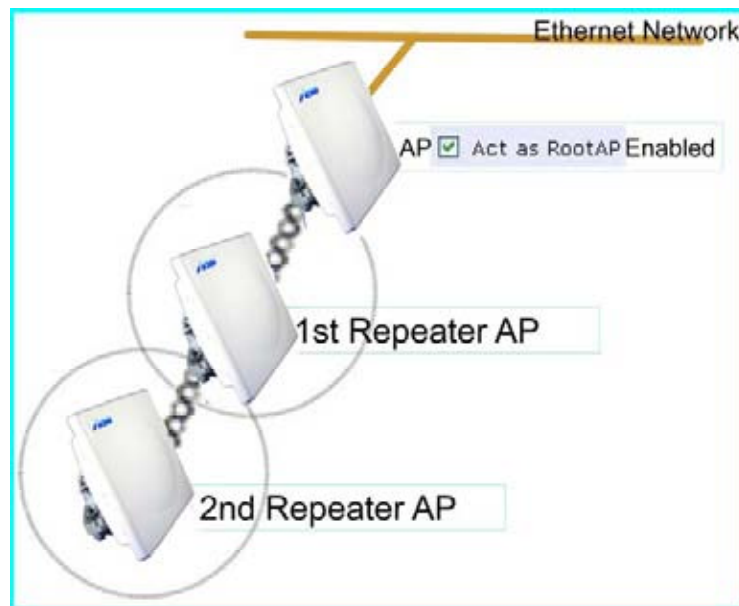 Ethernet Network
AP Act as RootAP Enabled
1st Repeater AP
2nd Repeater AP